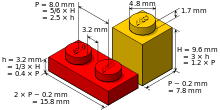 P = 8.0 mm
= 5/6 × H
= 2.5 × h
4.8 mm
1.7 mm
3.2 mm
h = 3.2 mm
= 1/3 × H
= 0.4 × P
H = 9.6 mm
= 3 × h
= 1.2 × P
P − 0.2 mm
= 7.8 mm
2 × P − 0.2 mm
= 15.8 mm